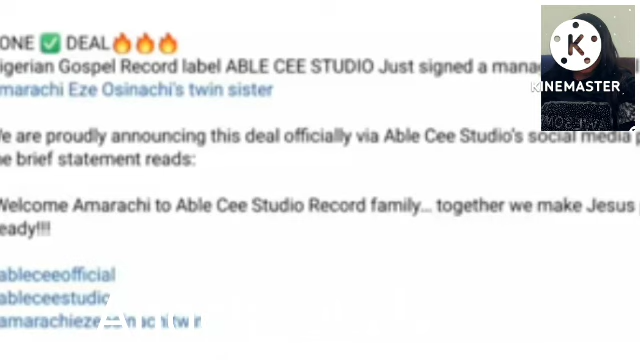 ONE ✅ DEAL🔥🔥🔥
igerian Gospel Record label ABLE CEE STUDIO Just signed a
marachi Eze Osinachi's twin sister
e are proudly announcing this deal officially via Able Cee Studio's social media
e brief statement reads:
Welcome Amarachi to Able Cee Studio Record family... together we make Jesus
eady!!!
ableceeofficial
ableceestudio
K
KINEMASTER